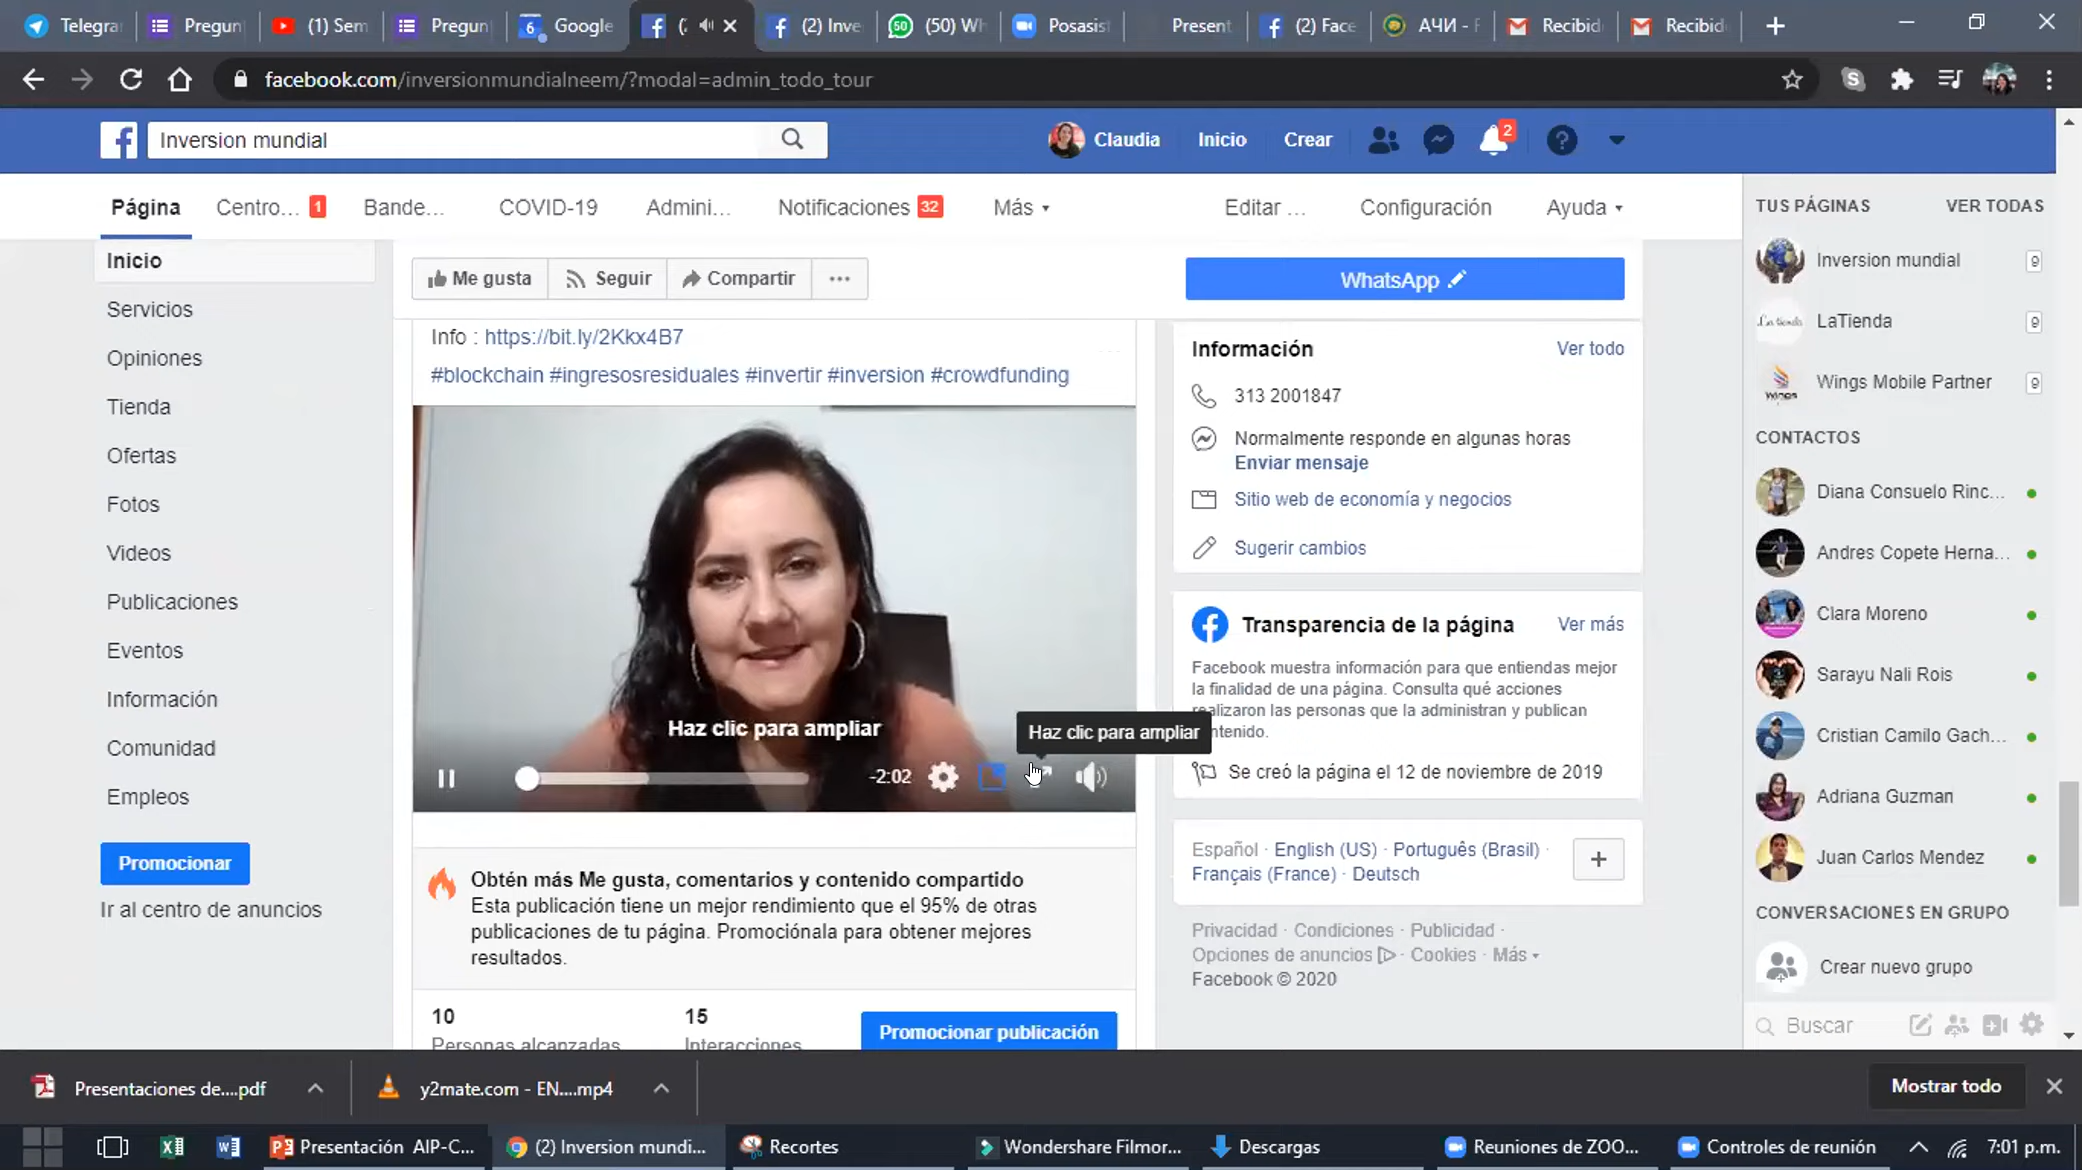 Telegra
Pregun
(1) Sem
Pregun
Google
(2) Inve
(50) Wh
Posasist
Present
(2) Face
АЧИ - F
Recibid
Recibid
facebook.com/inversionmundialneem/?modal=admin_todo_tour
Inversion mundial
Claudia
Inicio
Crear
2
Página
Centro... 1
Bande...
COVID-19
Admini...
Notificaciones 32
Más
Editar ...
Configuración
Ayuda
Inicio
Servicios
Opiniones
Tienda
Ofertas
Fotos
Videos
Publicaciones
Eventos
Información
Comunidad
Empleos
Promocionar
Ir al centro de anuncios
Me gusta
Seguir
Compartir
...
WhatsApp
Info : https://bit.ly/2Kkx4B7
#blockchain #ingresosresiduales #invertir #inversion #crowdfunding
Haz clic para ampliar
Haz clic para ampliar
-2:02
Obtén más Me gusta, comentarios y contenido compartido
Esta publicación tiene un mejor rendimiento que el 95% de otras
publicaciones de tu página. Promociónala para obtener mejores
resultados.
10
Personas alcanzadas
15
Interacciones
Promocionar publicación
Información
Ver todo
313 2001847
Normalmente responde en algunas horas
Enviar mensaje
Sitio web de economía y negocios
Sugerir cambios
Transparencia de la página
Ver más
Facebook muestra información para que entiendas mejor
la finalidad de una página. Consulta qué acciones
realizaron las personas que la administran y publican
ntenido.
Se creó la página el 12 de noviembre de 2019
Español · English (US) · Português (Brasil) ·
Français (France) · Deutsch
Privacidad · Condiciones · Publicidad ·
Opciones de anuncios · Cookies · Más
Facebook © 2020
TUS PÁGINAS
VER TODAS
Inversion mundial 9
LaTienda 9
Wings Mobile Partner 9
CONTACTOS
Diana Consuelo Rinc...
Andres Copete Herna...
Clara Moreno
Sarayu Nali Rois
Cristian Camilo Gach...
Adriana Guzman
Juan Carlos Mendez
CONVERSACIONES EN GRUPO
Crear nuevo grupo
Buscar
Presentaciones de....pdf
y2mate.com - EN....mp4
Mostrar todo
Presentación AIP-C...
(2) Inversion mundi...
Recortes
Wondershare Filmor...
Descargas
Reuniones de ZOO...
Controles de reunión
7:01 p.m.